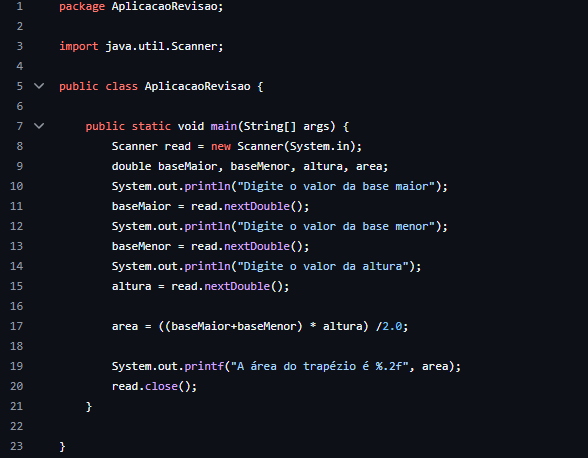 1 package AplicacaoRevisao;
2
3 import java.util.Scanner;
4
5 public class AplicacaoRevisao {
6
7 public static void main(String[] args) {
8 Scanner read = new Scanner(System.in);
9 double baseMaior, baseMenor, altura, area;
10 System.out.println("Digite o valor da base maior");
11 baseMaior = read.nextDouble();
12 System.out.println("Digite o valor da base menor");
13 baseMenor = read.nextDouble();
14 System.out.println("Digite o valor da altura");
15 altura = read.nextDouble();
16
17 area = ((baseMaior+baseMenor) * altura) /2.0;
18
19 System.out.printf("A área do trapézio é %.2f", area);
20 read.close();
21 }
22
23 }